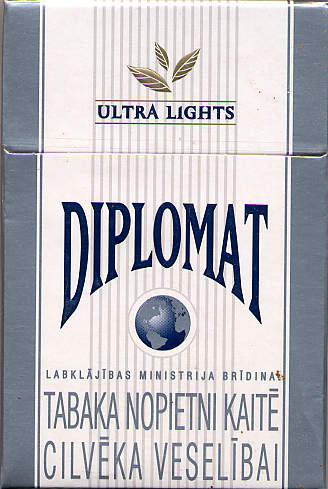 ULTRA LIGHTS
DIPLOMAT
LABKLĀJĪBAS MINISTRIJA BRĪDINA:
TABAKA NOPIETNI KAITĒ
CILVĒKA VESELĪBAI